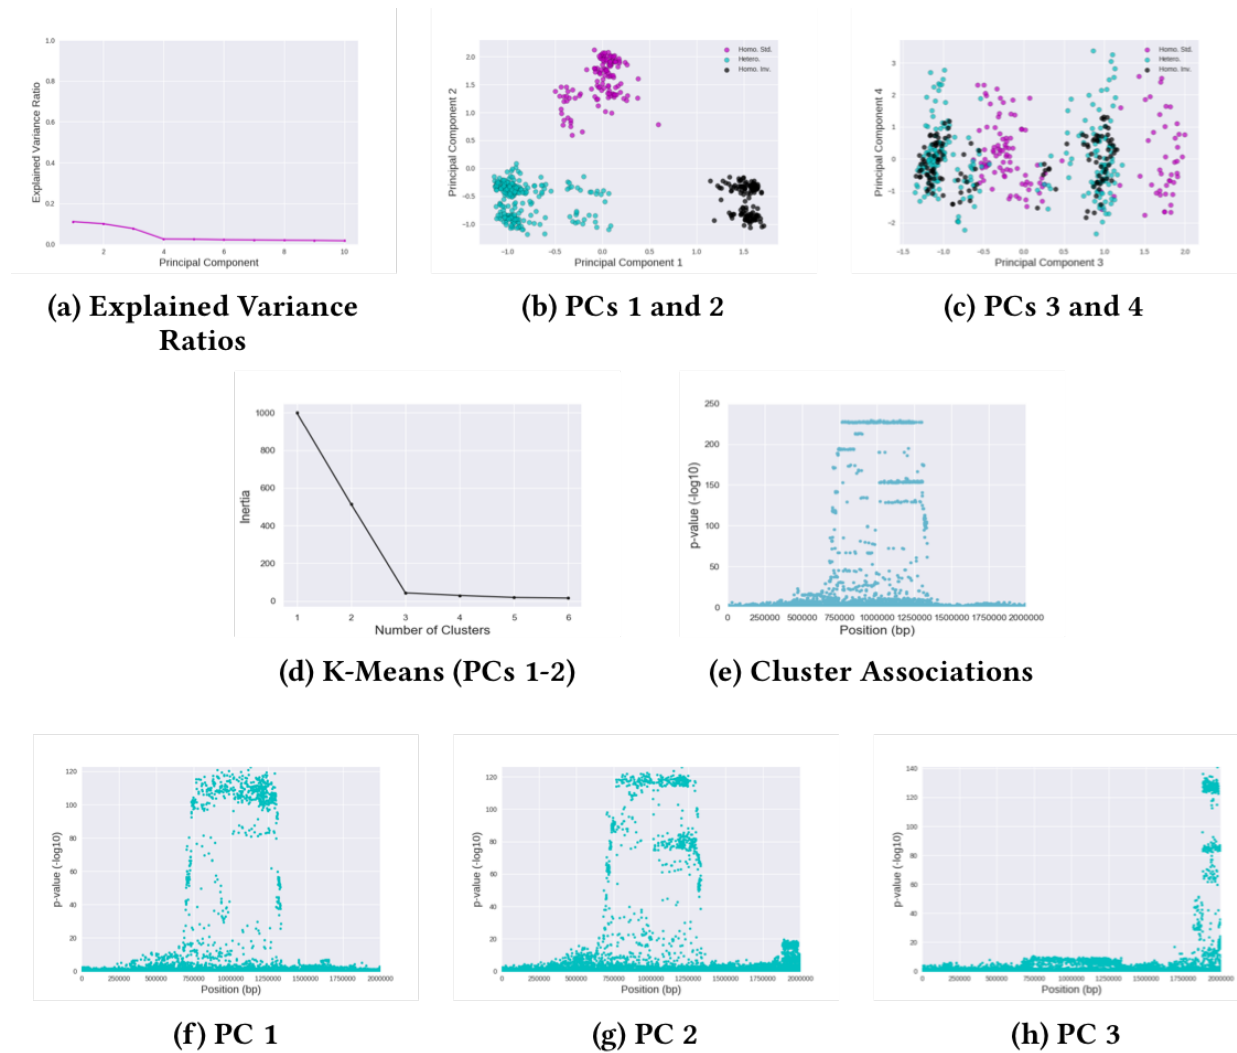 1.0
0.8
0.6
0.4
0.2
0.0
Explained Variance Ratio
2 4 6 8 10
Principal Component
(a) Explained Variance
Ratios
Homo. Std.
Hetero.
Homo. Inv.
2.0
1.5
1.0
0.5
0.0
−0.5
−1.0
Principal Component 2
−1.0 −0.5 0.0 0.5 1.0 1.5
Principal Component 1
(b) PCs 1 and 2
Homo. Std.
Hetero.
Homo. Inv.
3
2
1
0
−1
−2
Principal Component 4
−1.5 −1.0 −0.5 0.0 0.5 1.0 1.5 2.0
Principal Component 3
(c) PCs 3 and 4
1000
800
600
400
200
0
Inertia
1 2 3 4 5 6
Number of Clusters
(d) K-Means (PCs 1-2)
250
200
150
100
50
0
p-value (-log10)
0 250000 500000 750000 1000000 1250000 1500000 1750000 2000000
Position (bp)
(e) Cluster Associations
120
100
80
60
40
20
0
p-value (-log10)
0 250000 500000 750000 1000000 1250000 1500000 1750000 2000000
Position (bp)
(f) PC 1
120
100
80
60
40
20
0
p-value (-log10)
0 250000 500000 750000 1000000 1250000 1500000 1750000 2000000
Position (bp)
(g) PC 2
140
120
100
80
60
40
20
0
p-value (-log10)
0 250000 500000 750000 1000000 1250000 1500000 1750000 2000000
Position (bp)
(h) PC 3